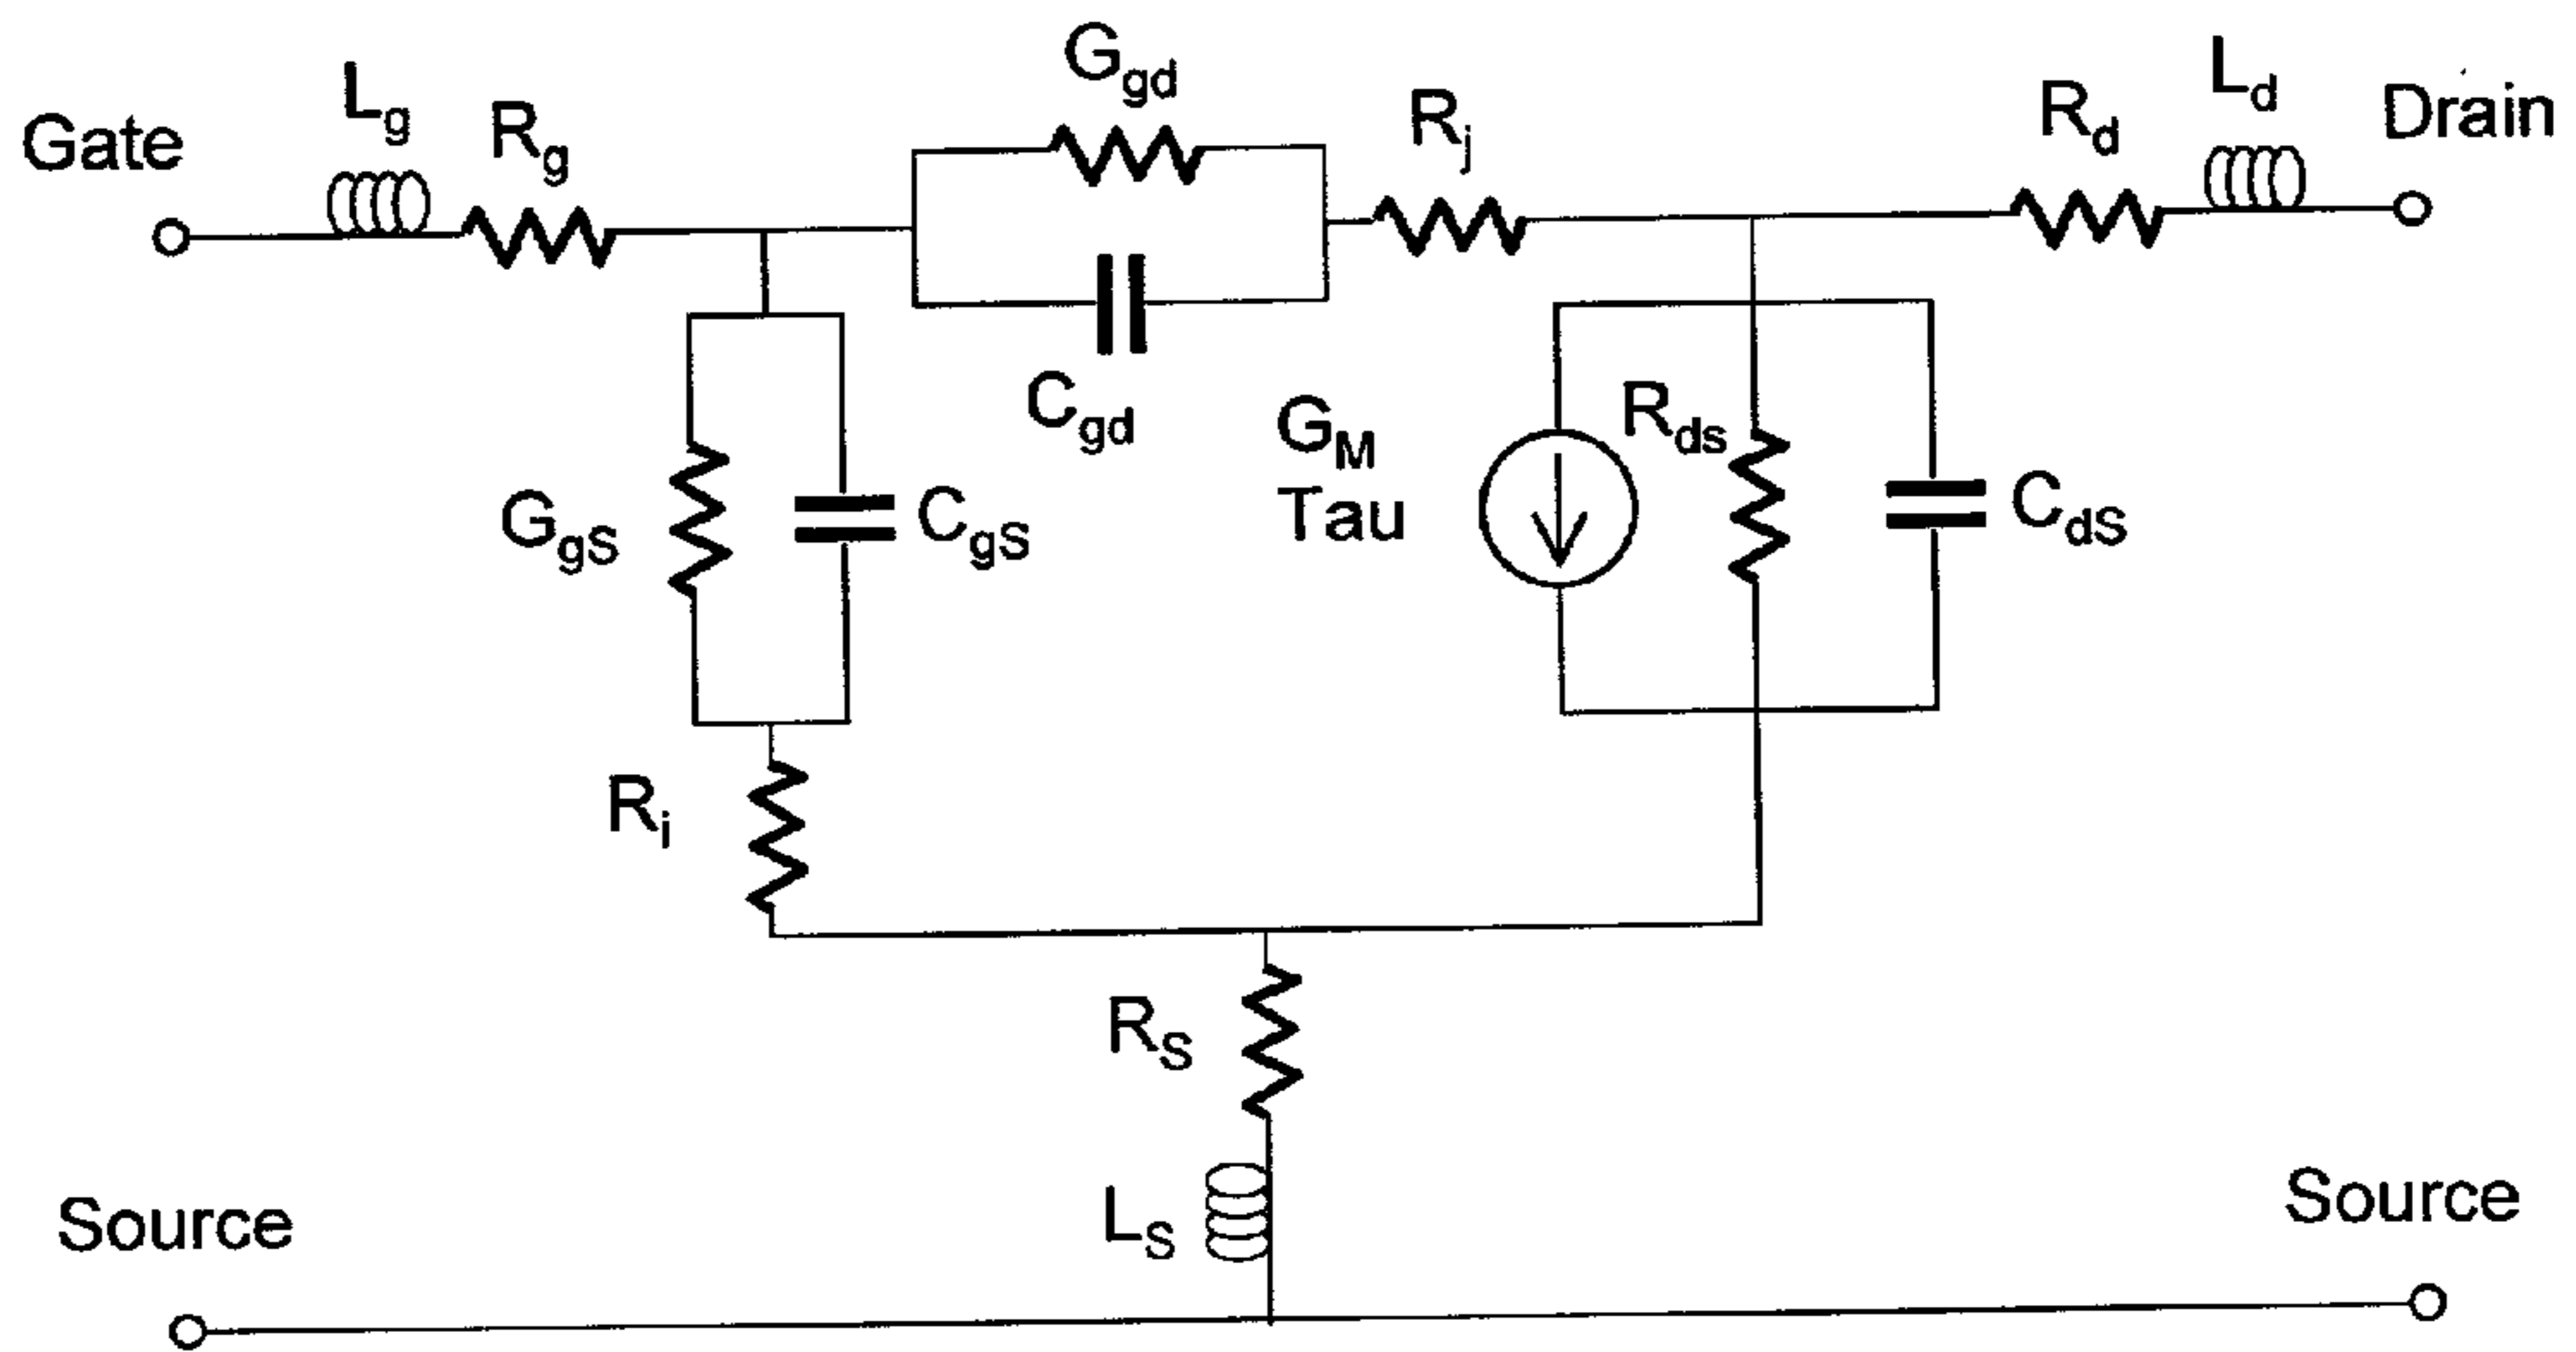 Gate
Lg
Rg
Ggd
Cgd
Rj
Rd
Ld
Drain
GgS
CgS
GM
Tau
Rds
CdS
Ri
RS
LS
Source
Source